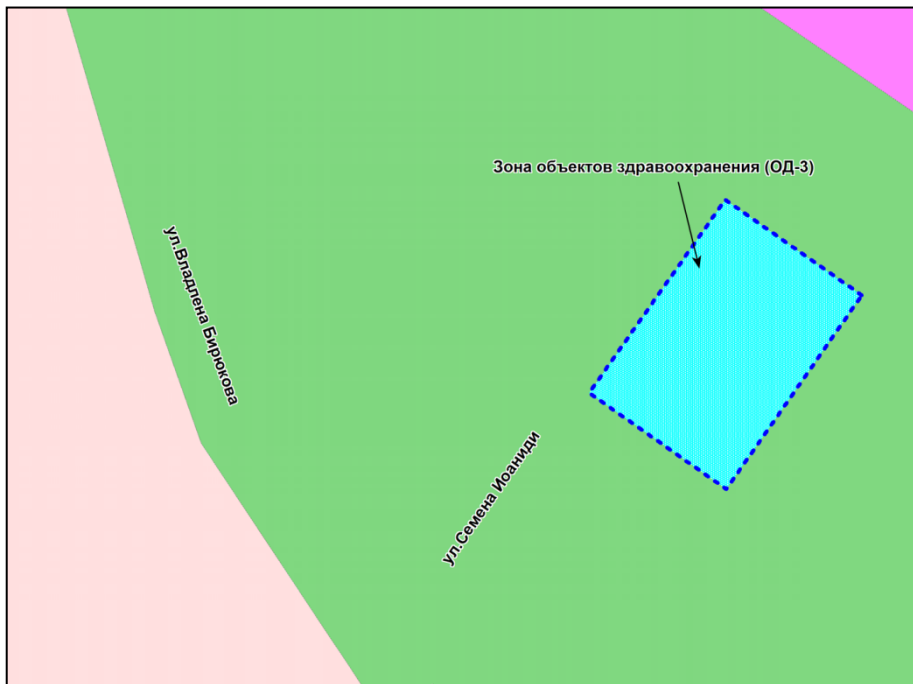 Зона объектов здравоохранения (ОД-3)
ул.Владлена Бирюкова
ул.Семена Иоаниди